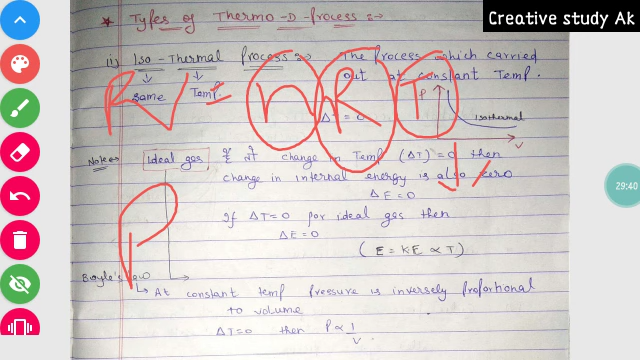 Creative study Ak
* Types of Thermo-D-Process :-
(i) Iso-Thermal Process :- The Process which carried
out at constant Temp.
same Temp.
PV = nRT
P
Isothermal
V
ΔT = 0
Note → Ideal gas change in Temp (ΔT) = 0 then
change in internal energy is also zero
ΔE = 0
If ΔT=0 for ideal gas then
ΔE = 0
(E = K.E ∝ T)
P
Boyle's law
↳ At constant temp pressure is inversely proportional
to volume
ΔT=0 then P ∝ 1/V
29:40